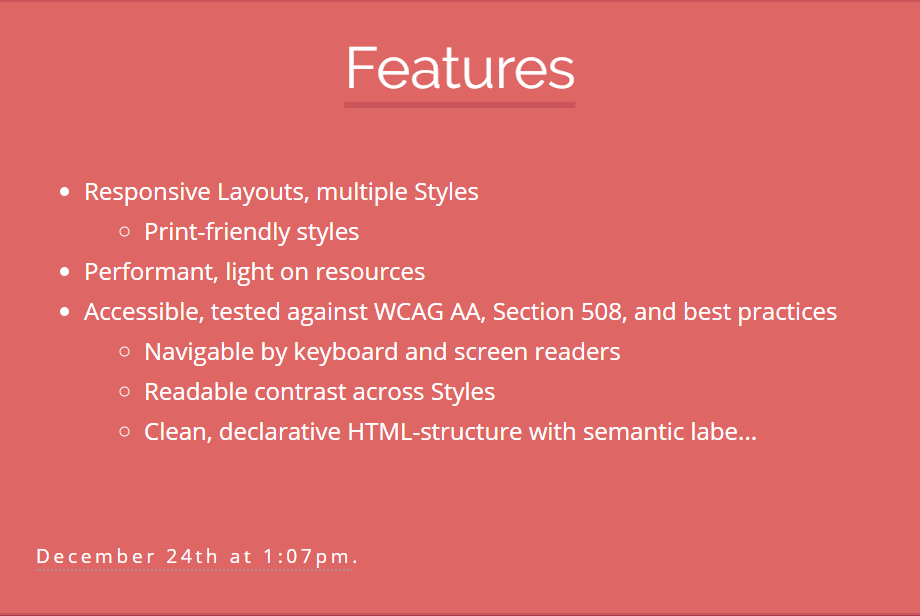 Features
Responsive Layouts, multiple Styles
Print-friendly styles
Performant, light on resources
Accessible, tested against WCAG AA, Section 508, and best practices
Navigable by keyboard and screen readers
Readable contrast across Styles
Clean, declarative HTML-structure with semantic labe...
December 24th at 1:07pm.